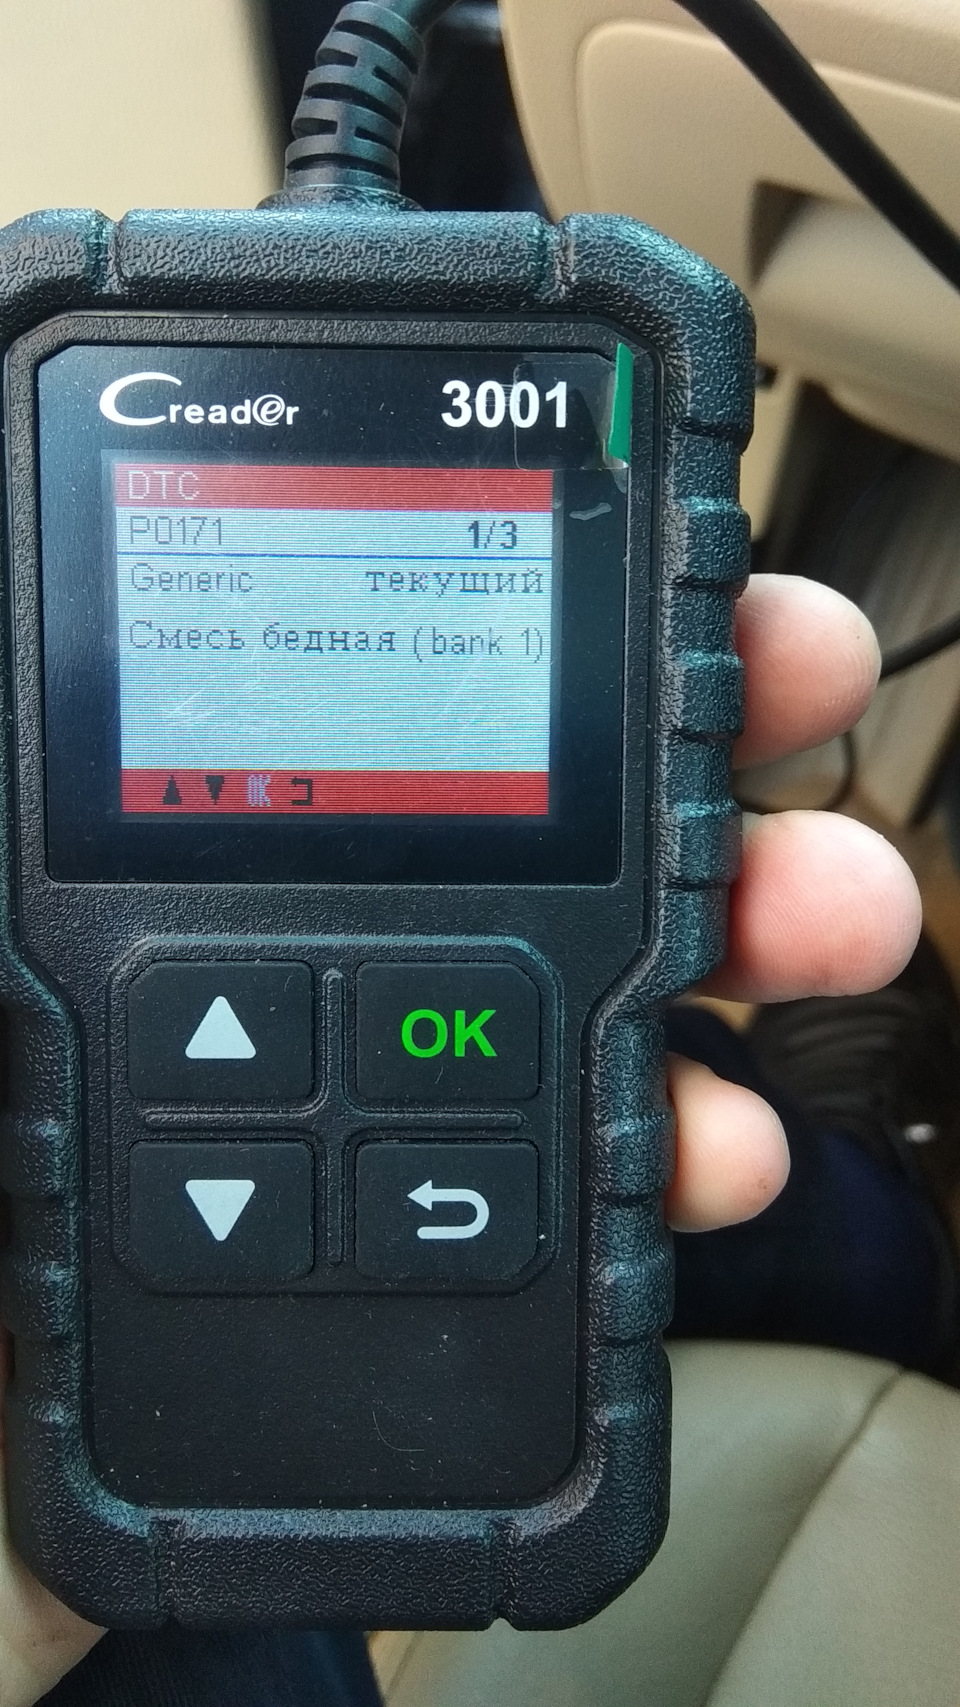 Creader 3001
DTC
P0171 1/3
Generic текущий
Смесь бедная (bank 1)
OK
OK